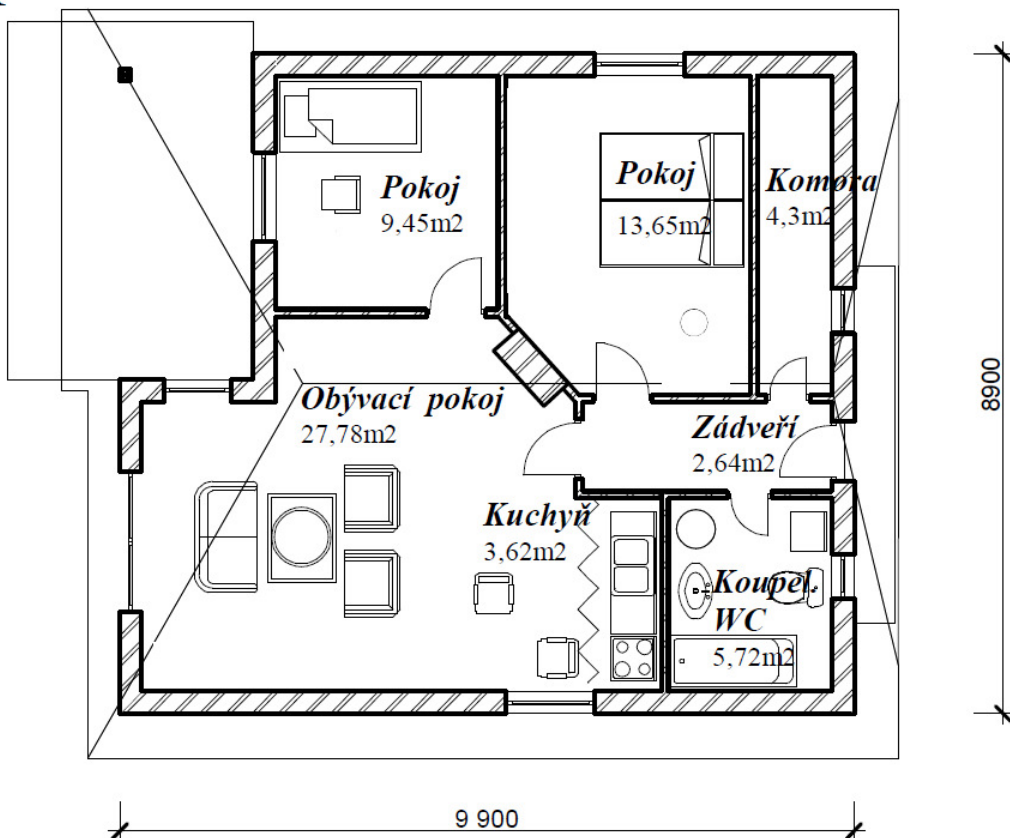 Pokoj
9,45m2
Pokoj
13,65m2
Komora
4,3m2
Obývací pokoj
27,78m2
Zádveří
2,64m2
Kuchyň
3,62m2
Koupel.
WC
5,72m2
8900
9 900